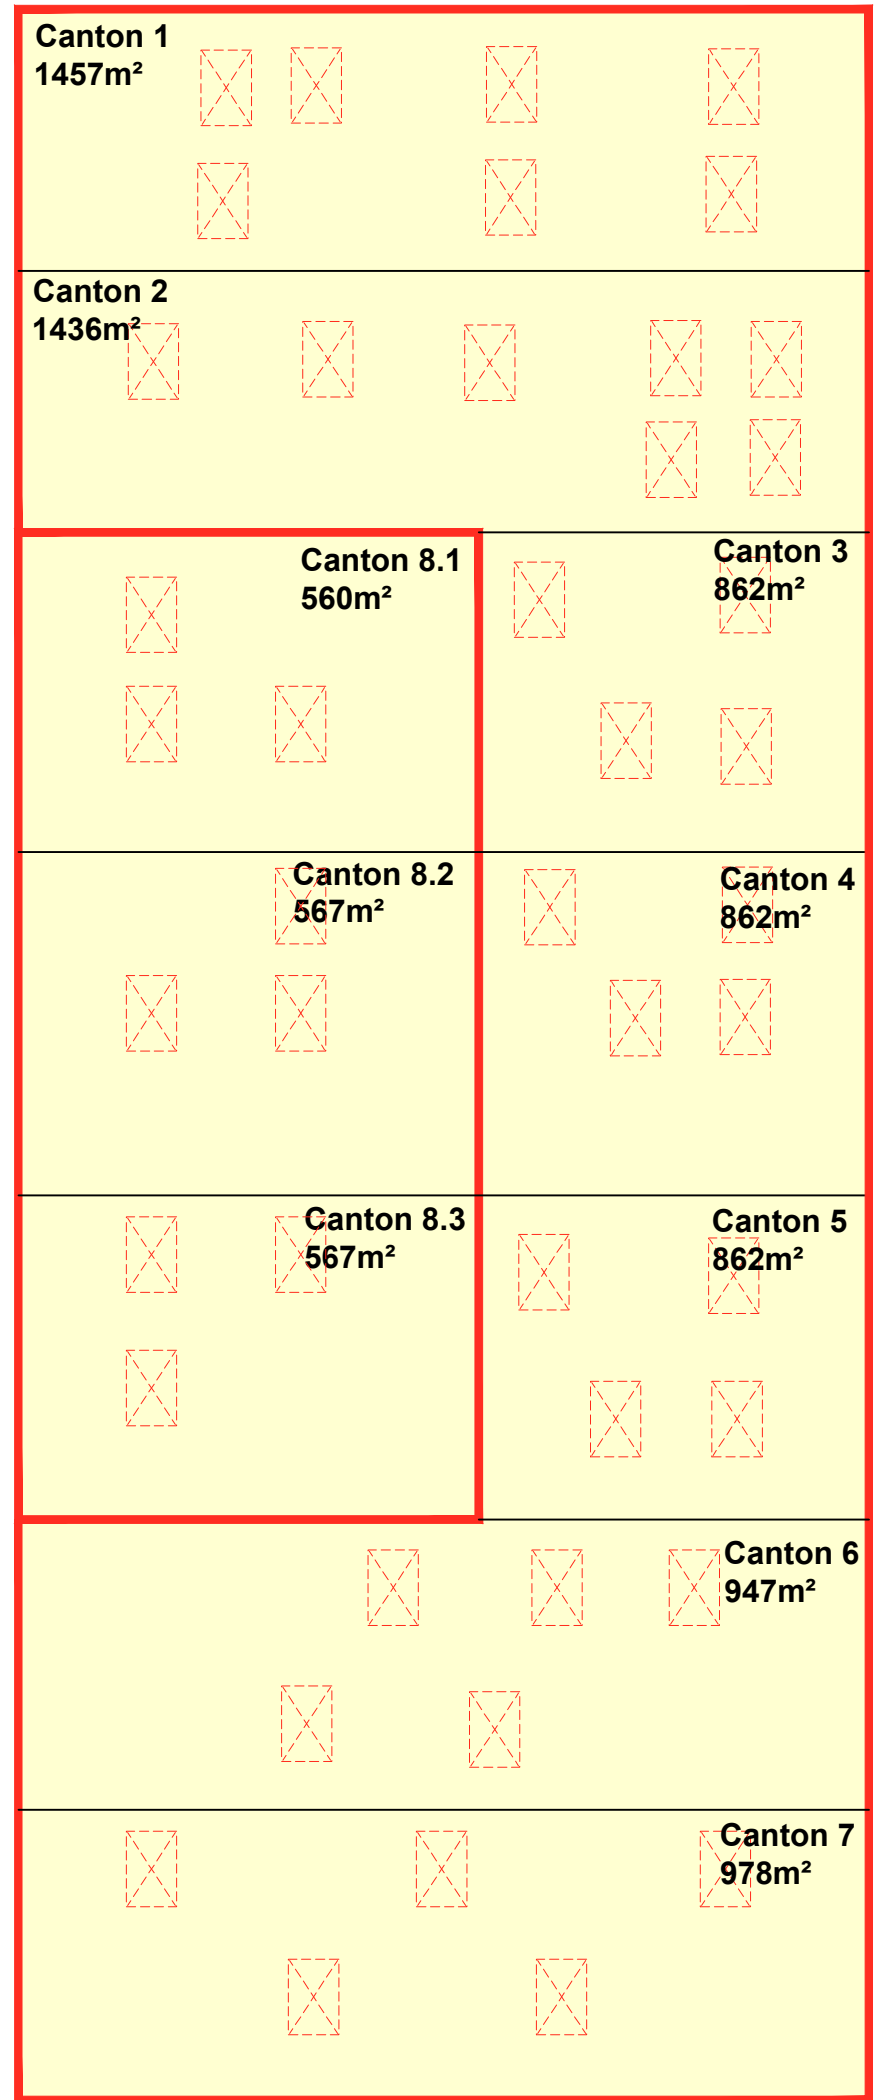 Canton 1
1457m²
Canton 2
1436m²
Canton 8.1
560m²
Canton 3
862m²
Canton 8.2
567m²
Canton 4
862m²
Canton 8.3
567m²
Canton 5
862m²
Canton 6
947m²
Canton 7
978m²